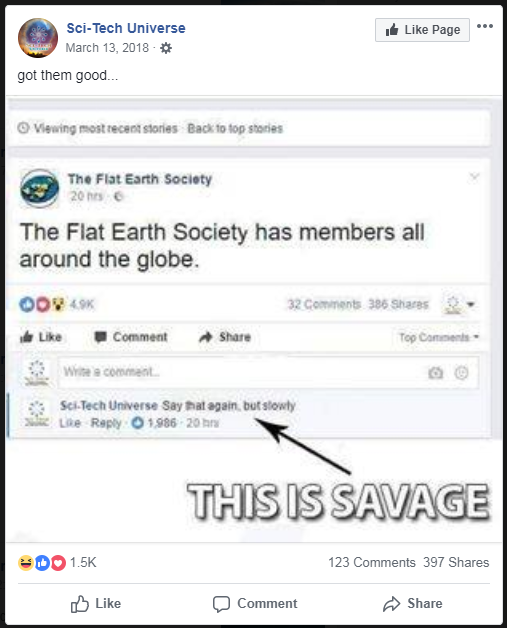 Sci-Tech Universe
March 13, 2018
Like Page
got them good...
Viewing most recent stories Back to top stories
The Flat Earth Society
20 hrs
The Flat Earth Society has members all
around the globe.
4.9K 32 Comments 386 Shares
Like Comment Share Top Comments
Write a comment...
Sci-Tech Universe Say that again, but slowly
Like · Reply · 1,986 · 20 hrs
THIS IS SAVAGE
1.5K 123 Comments 397 Shares
Like Comment Share